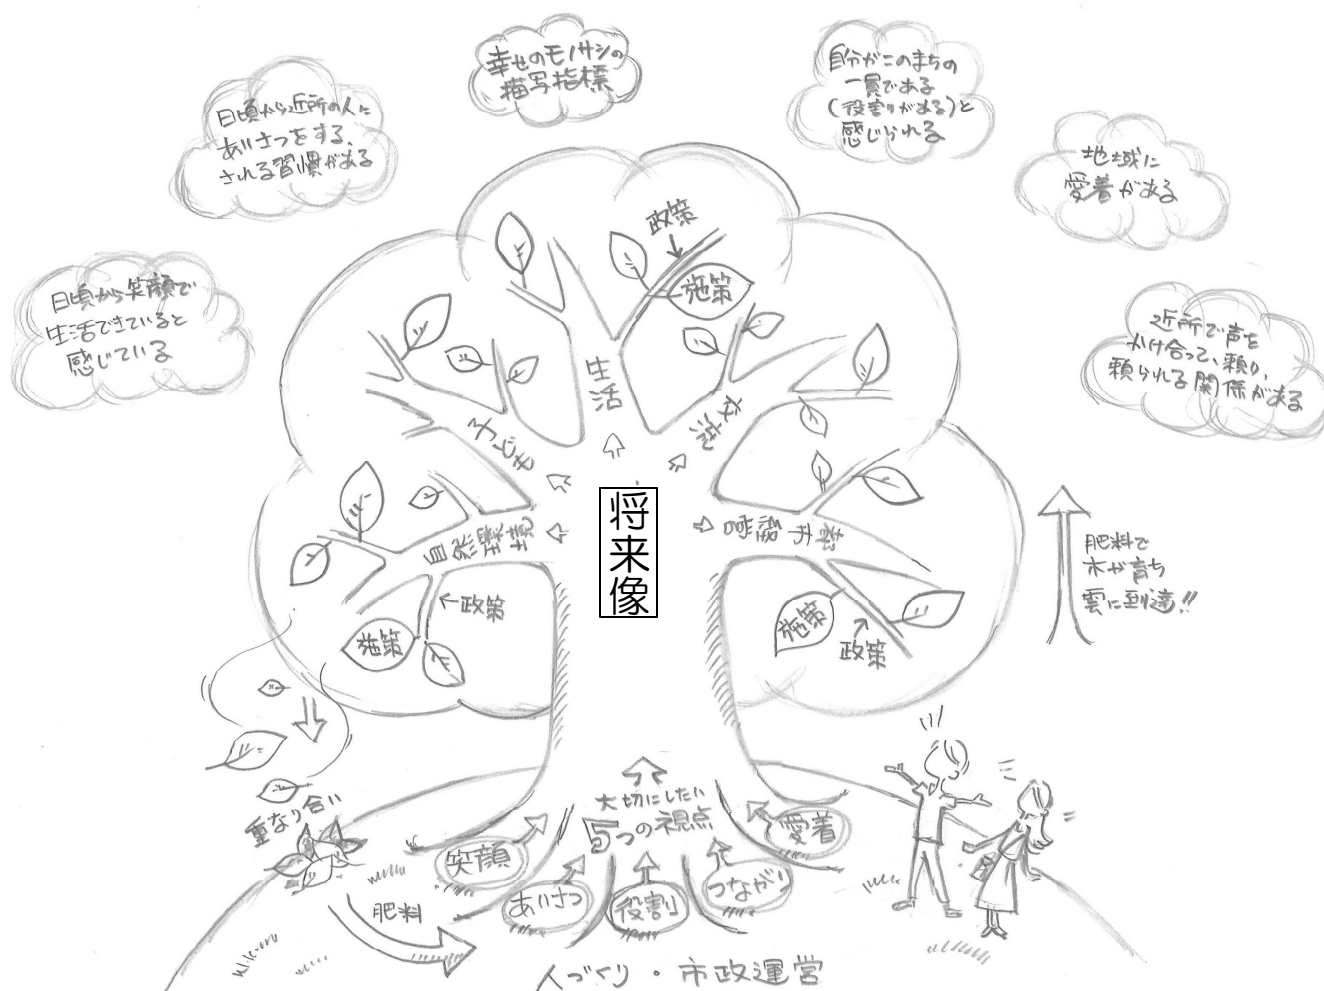 幸せのモノサシの
描写指標
日頃から近所の人に
あいさつをする、
される習慣がある
自分がこのまちの
一員である
(役割がある)と
感じられる
地域に
愛着がある
日頃から笑顔で
生活できていると
感じている
近所で声を
かけ合って、頼り、
頼られる関係がある
政策
施策
生活
交流
しごと
自然環境
将来像
政策
施策
施策
政策
肥料で
木が育ち
雲に到達!!
重なり合い
肥料
大切にしたい
5つの視点
笑顔
あいさつ
役割
つながり
愛着
人づくり・市政運営